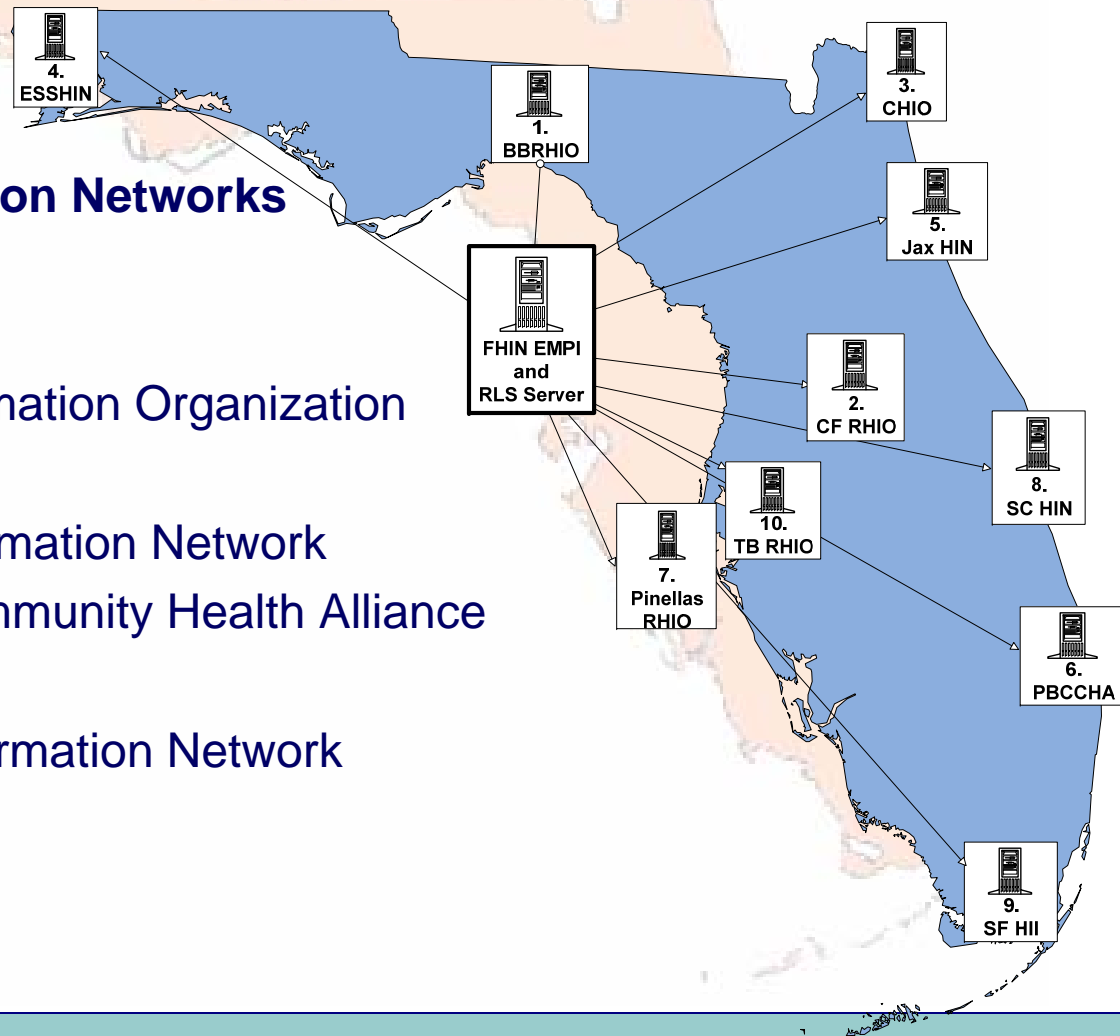 4.
ESSHIN
1.
BBRHIO
3.
CHIO
on Networks
5.
Jax HIN
FHIN EMPI
and
RLS Server
mation Organization
2.
CF RHIO
8.
SC HIN
10.
TB RHIO
rmation Network
7.
Pinellas
RHIO
mmunity Health Alliance
6.
PBCCHA
ormation Network
9.
SF HII